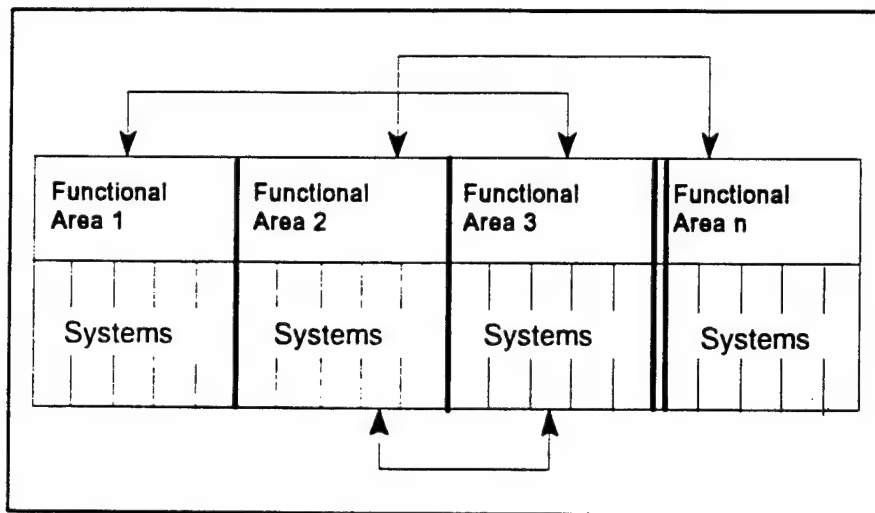 Functional
Area 1
Functional
Area 2
Functional
Area 3
Functional
Area n
Systems
Systems
Systems
Systems